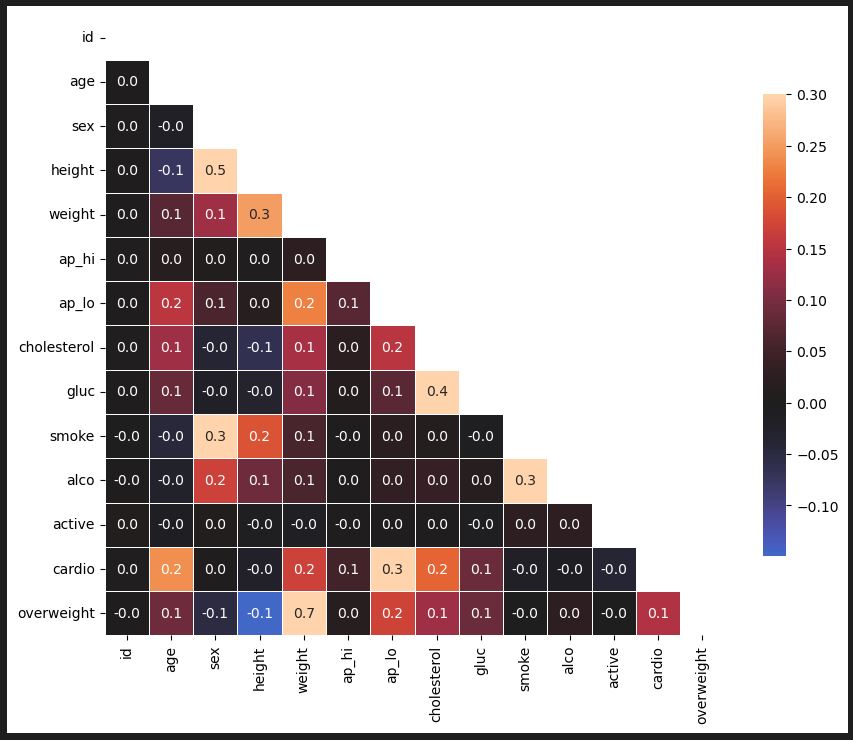 id
age 0.0
sex 0.0 -0.0
height 0.0 -0.1 0.5
weight 0.0 0.1 0.1 0.3
ap_hi 0.0 0.0 0.0 0.0 0.0
ap_lo 0.0 0.2 0.1 0.0 0.2 0.1
cholesterol 0.0 0.1 -0.0 -0.1 0.1 0.0 0.2
gluc 0.0 0.1 -0.0 -0.0 0.1 0.0 0.1 0.4
smoke -0.0 -0.0 0.3 0.2 0.1 -0.0 0.0 0.0 -0.0
alco -0.0 -0.0 0.2 0.1 0.1 0.0 0.0 0.0 0.0 0.3
active 0.0 -0.0 0.0 -0.0 -0.0 -0.0 0.0 0.0 -0.0 0.0 0.0
cardio 0.0 0.2 0.0 -0.0 0.2 0.1 0.3 0.2 0.1 -0.0 -0.0 -0.0
overweight -0.0 0.1 -0.1 -0.1 0.7 0.0 0.2 0.1 0.1 -0.0 0.0 -0.0 0.1
id age sex height weight ap_hi ap_lo cholesterol gluc smoke alco active cardio overweight
0.30
0.25
0.20
0.15
0.10
0.05
0.00
−0.05
−0.10